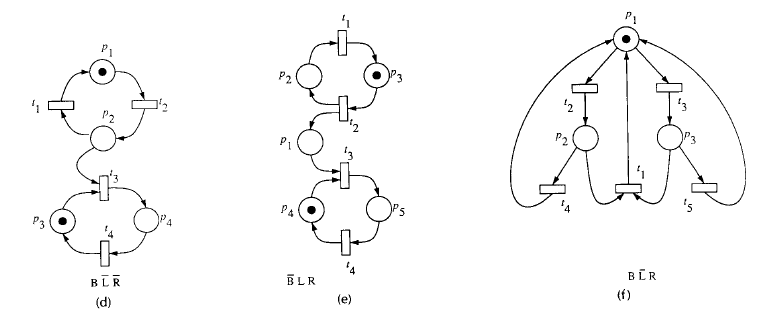 p1
t1
t2
p2
t3
p3
p4
t4
B L̅ R̅
(d)
t1
p2
p3
t2
p1
t3
p4
p5
t4
B̅ L R
(e)
p1
t2
t3
p2
p3
t1
t4
t5
B L̅ R
(f)